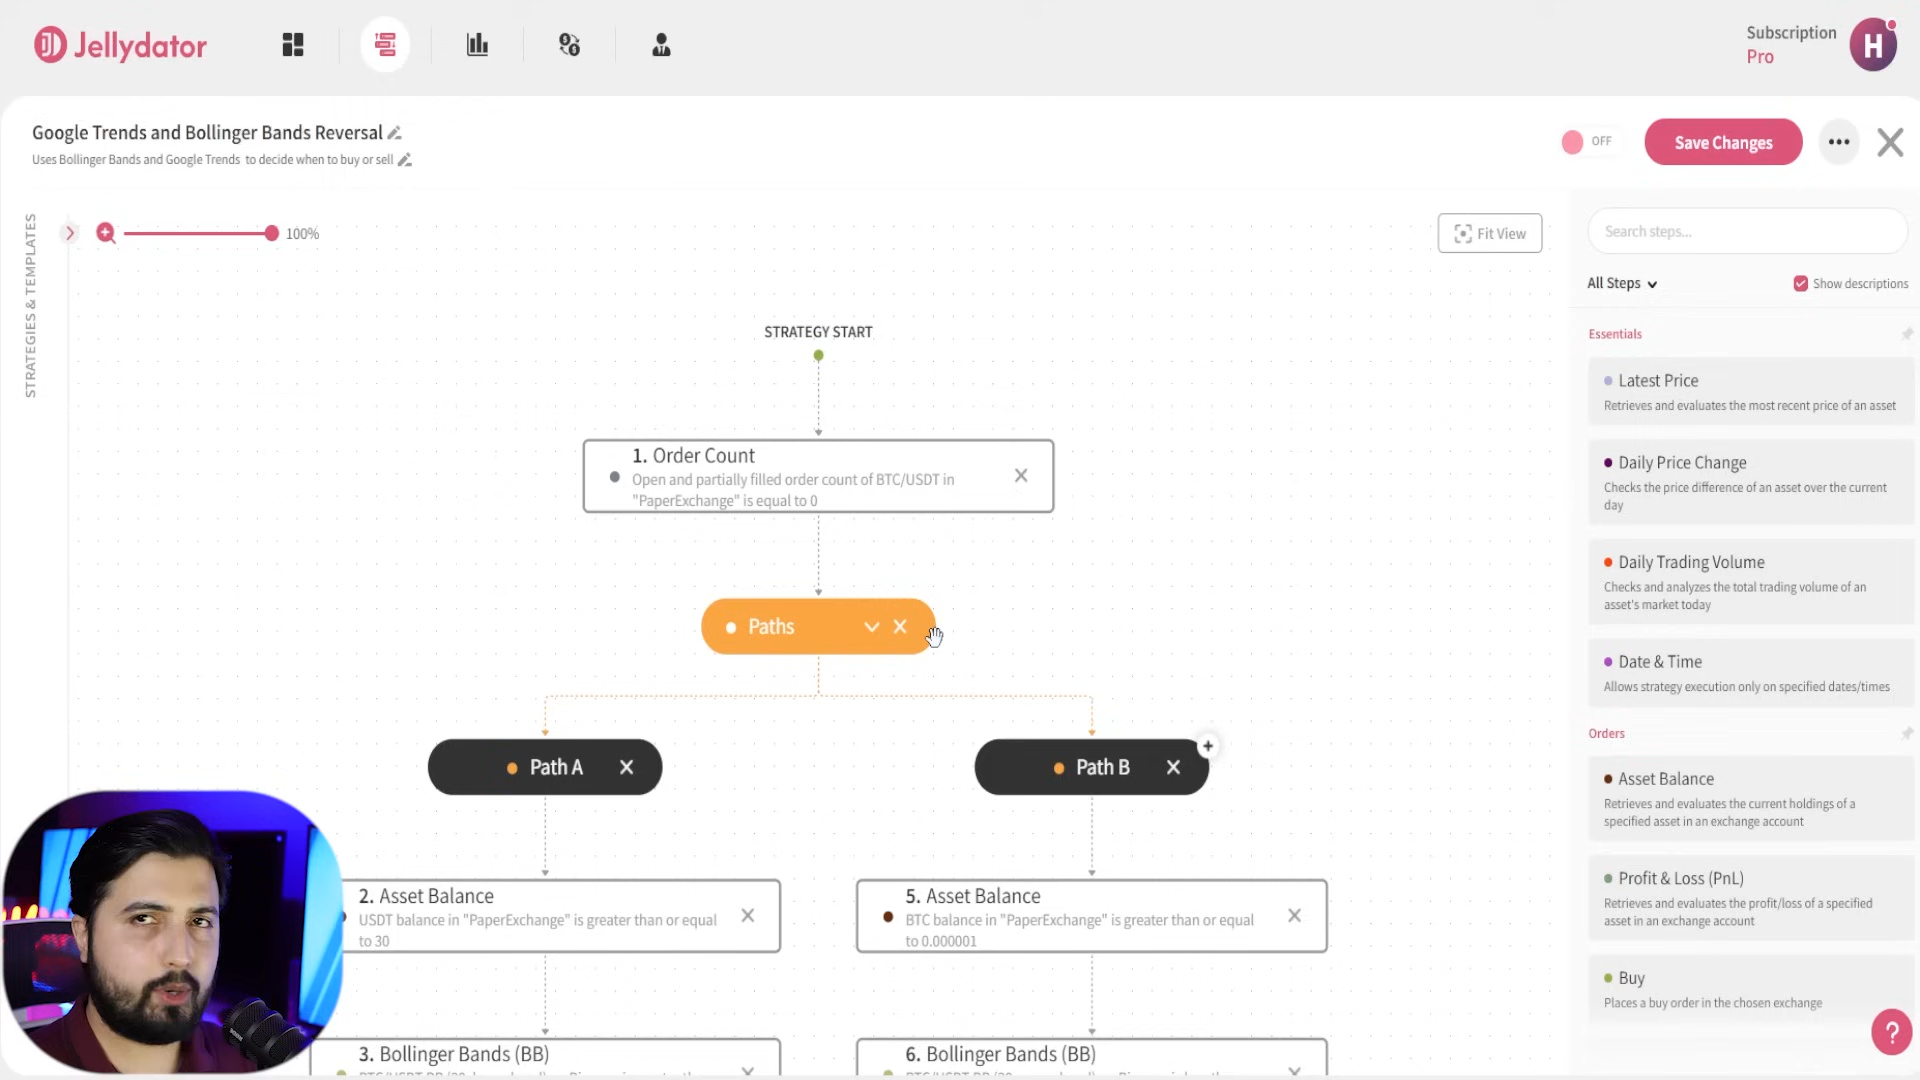 Jellydator
Subscription
Pro
H
Google Trends and Bollinger Bands Reversal
Uses Bollinger Bands and Google Trends to decide when to buy or sell
OFF
Save Changes
STRATEGIES & TEMPLATES
100%
Fit View
STRATEGY START
1. Order Count
Open and partially filled order count of BTC/USDT in
"PaperExchange" is equal to 0
Paths
Path A
Path B
2. Asset Balance
USDT balance in "PaperExchange" is greater than or equal
to 30
5. Asset Balance
BTC balance in "PaperExchange" is greater than or equal
to 0.000001
3. Bollinger Bands (BB)
6. Bollinger Bands (BB)
Search steps...
All Steps
Show descriptions
Essentials
Latest Price
Retrieves and evaluates the most recent price of an asset
Daily Price Change
Checks the price difference of an asset over the current
day
Daily Trading Volume
Checks and analyzes the total trading volume of an
asset's market today
Date & Time
Allows strategy execution only on specified dates/times
Orders
Asset Balance
Retrieves and evaluates the current holdings of a
specified asset in an exchange account
Profit & Loss (PnL)
Retrieves and evaluates the profit/loss of a specified
asset in an exchange account
Buy
Places a buy order in the chosen exchange
?